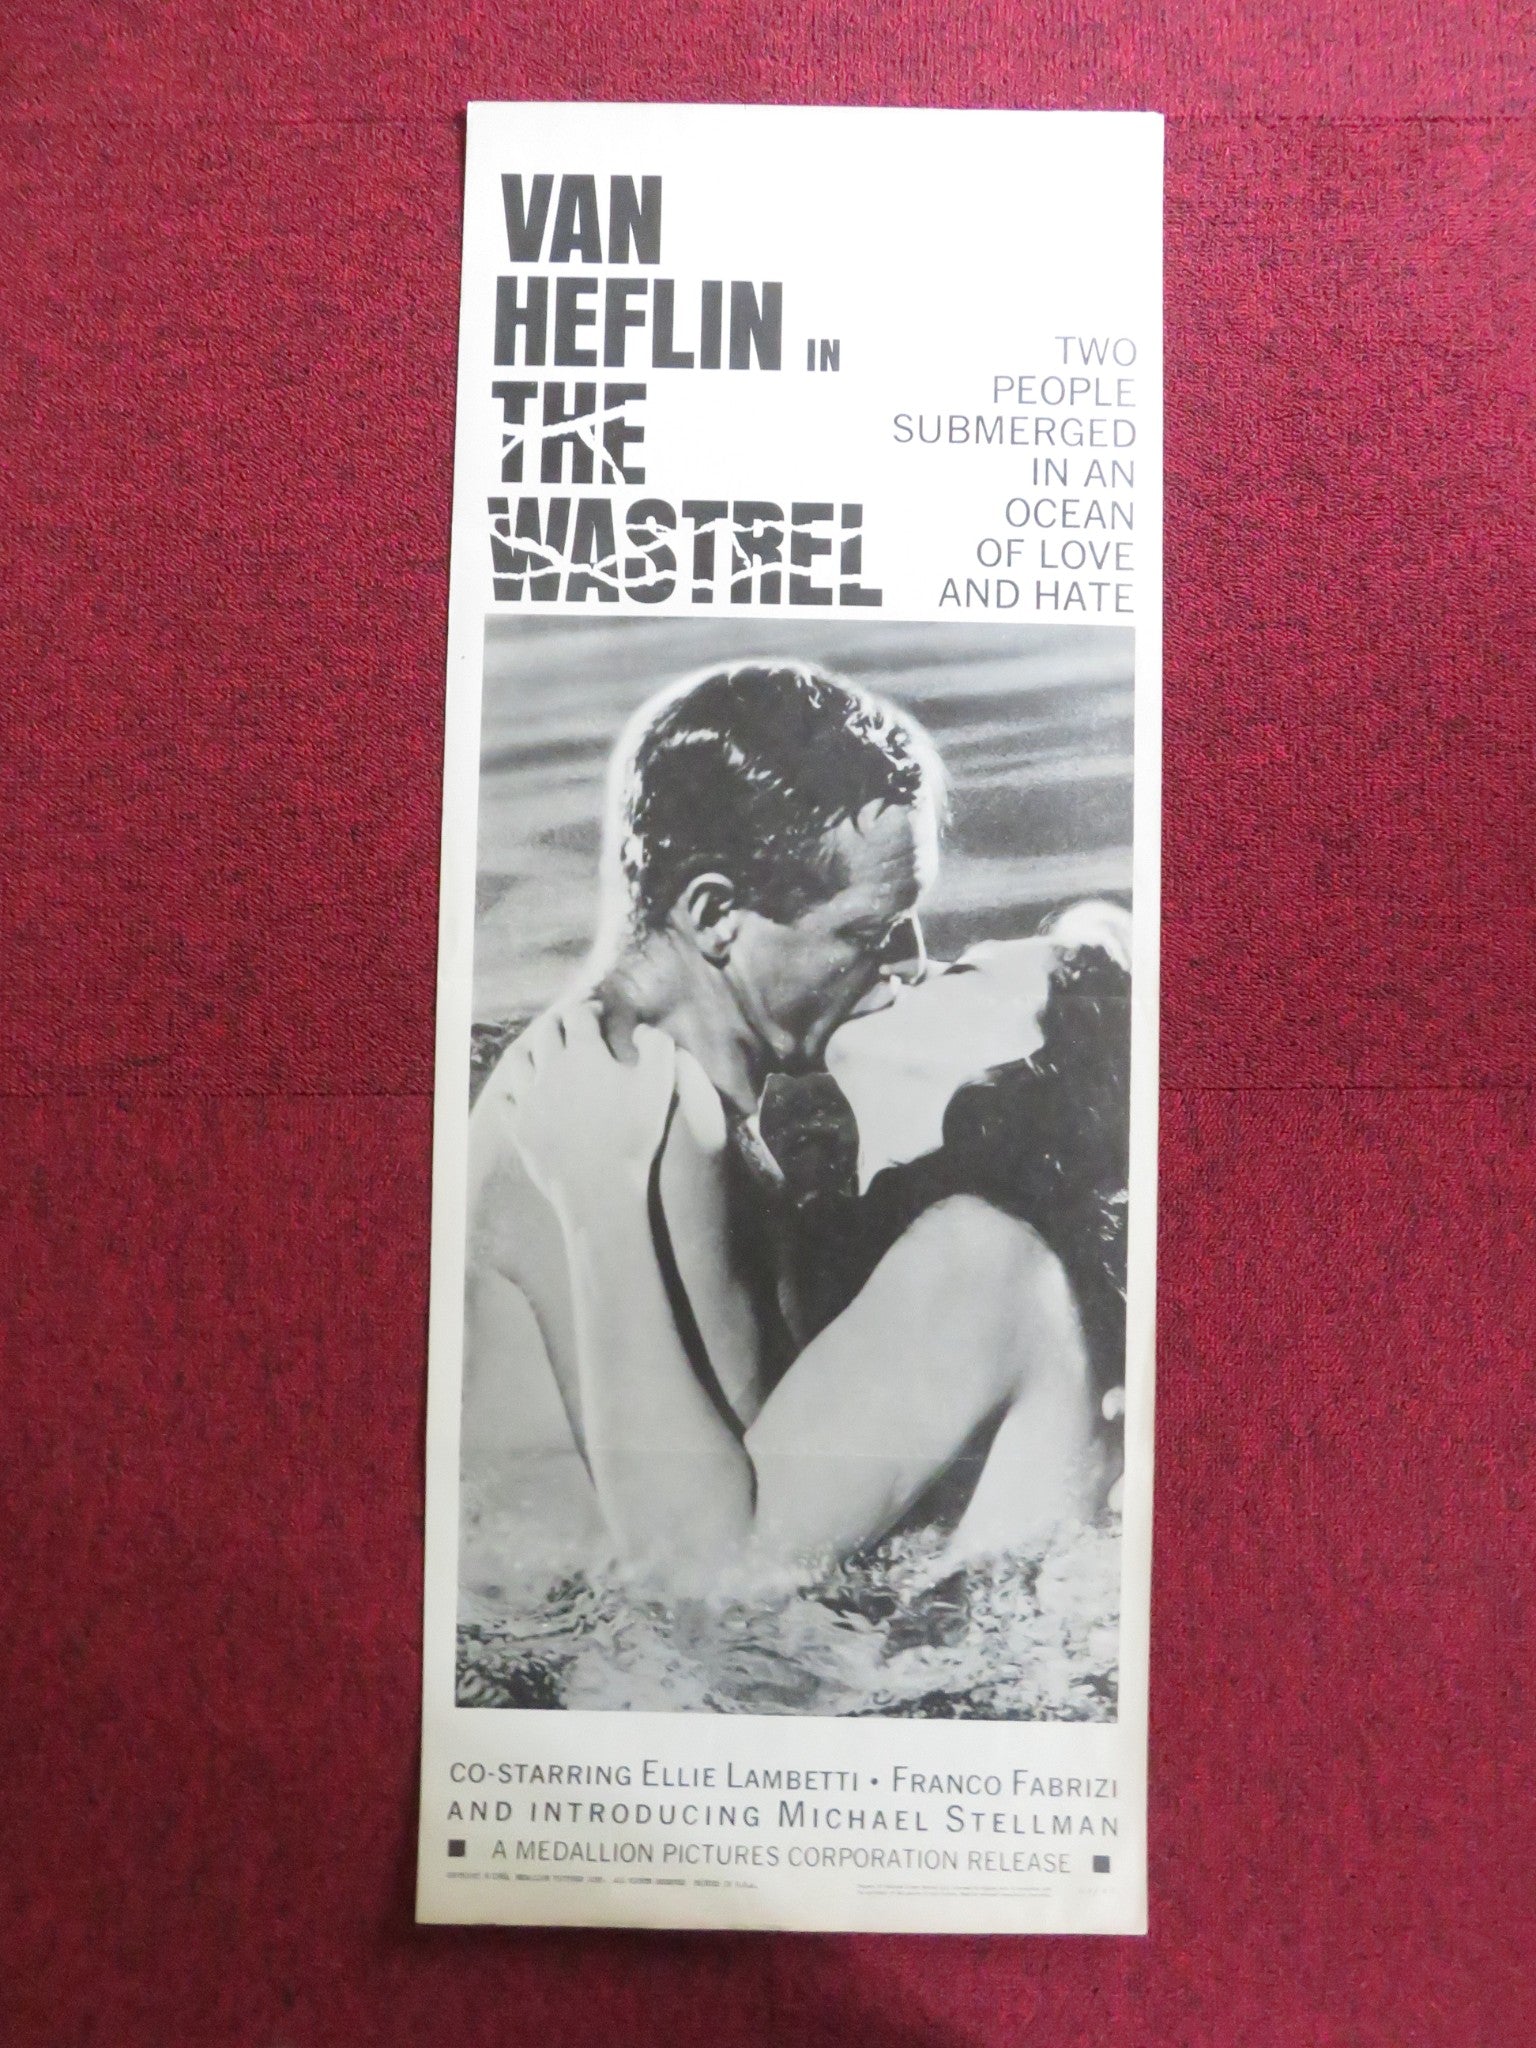 VAN
HEFLIN IN
THE
WASTREL
TWO
PEOPLE
SUBMERGED
IN AN
OCEAN
OF LOVE
AND HATE
CO-STARRING ELLIE LAMBETTI • FRANCO FABRIZI
AND INTRODUCING MICHAEL STELLMAN
■ A MEDALLION PICTURES CORPORATION RELEASE ■